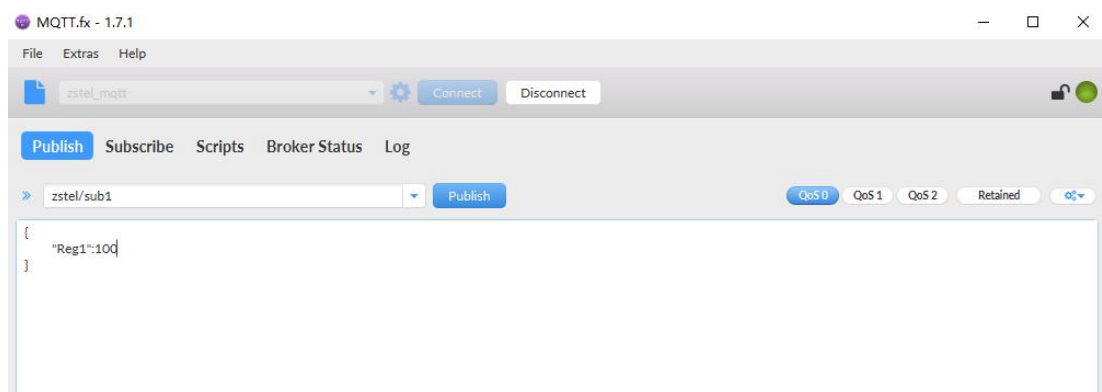 MQTT.fx - 1.7.1
File Extras Help
zstel_mqtt Connect Disconnect
Publish Subscribe Scripts Broker Status Log
zstel/sub1 Publish QoS 0 QoS 1 QoS 2 Retained
{
"Reg1":100
}